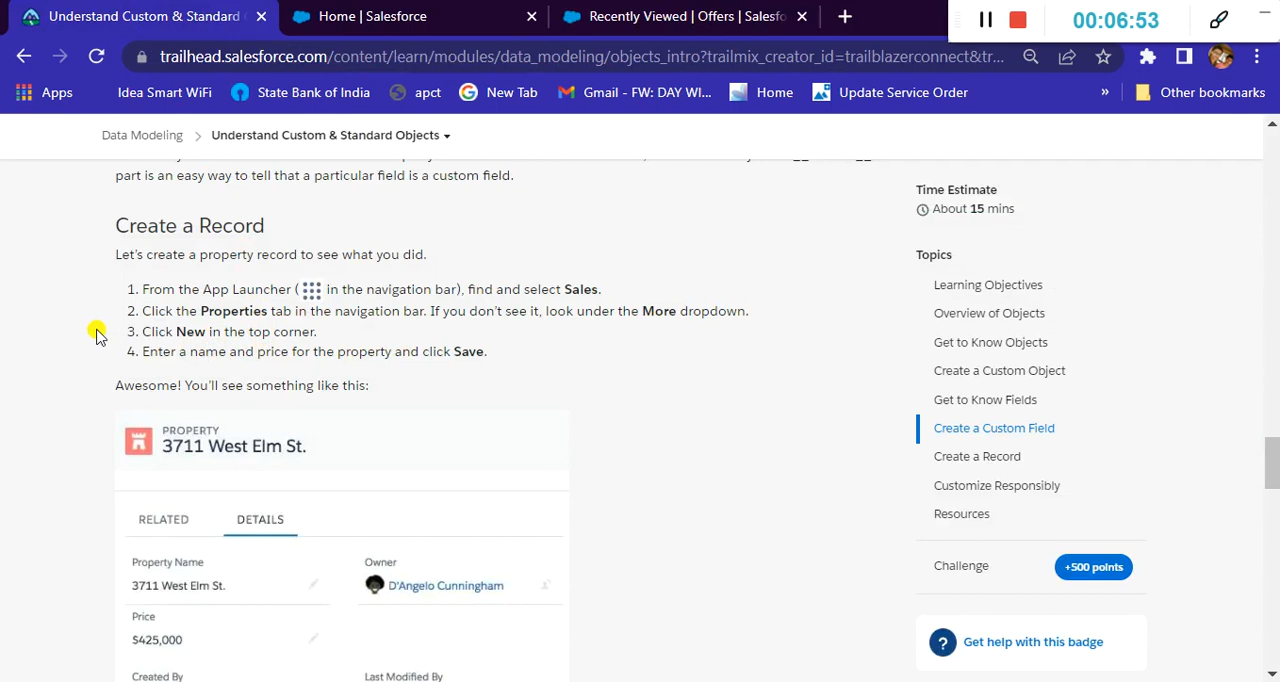 Understand Custom & Standard
Home | Salesforce
Recently Viewed | Offers | Salesfo
00:06:53
trailhead.salesforce.com/content/learn/modules/data_modeling/objects_intro?trailmix_creator_id=trailblazerconnect&tr...
Apps
Idea Smart WiFi
State Bank of India
apct
New Tab
Gmail - FW: DAY WI...
Home
Update Service Order
»
Other bookmarks
Data Modeling
Understand Custom & Standard Objects
part is an easy way to tell that a particular field is a custom field.
Create a Record
Let's create a property record to see what you did.
1. From the App Launcher ( in the navigation bar), find and select Sales.
2. Click the Properties tab in the navigation bar. If you don't see it, look under the More dropdown.
3. Click New in the top corner.
4. Enter a name and price for the property and click Save.
Awesome! You'll see something like this:
PROPERTY
3711 West Elm St.
RELATED
DETAILS
Property Name
Owner
3711 West Elm St.
D'Angelo Cunningham
Price
$425,000
Created By
Last Modified By
Time Estimate
About 15 mins
Topics
Learning Objectives
Overview of Objects
Get to Know Objects
Create a Custom Object
Get to Know Fields
Create a Custom Field
Create a Record
Customize Responsibly
Resources
Challenge
+500 points
? Get help with this badge